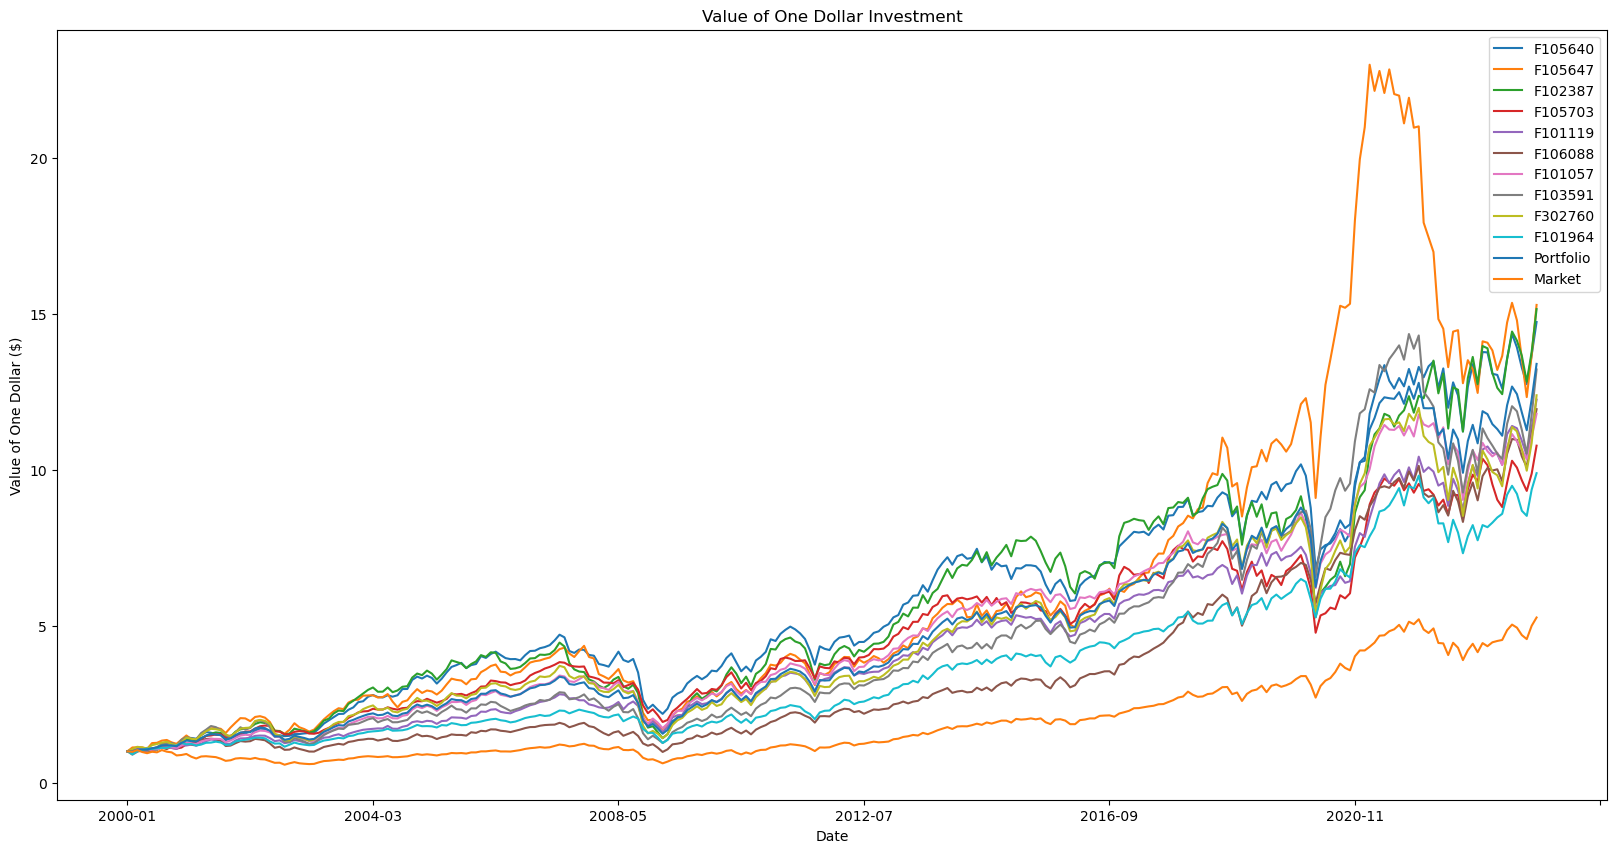 Value of One Dollar Investment
F105640
F105647
F102387
F105703
F101119
F106088
F101057
F103591
F302760
F101964
Portfolio
Market
Value of One Dollar ($)
20
15
10
5
0
2000-01
2004-03
2008-05
2012-07
2016-09
2020-11
Date